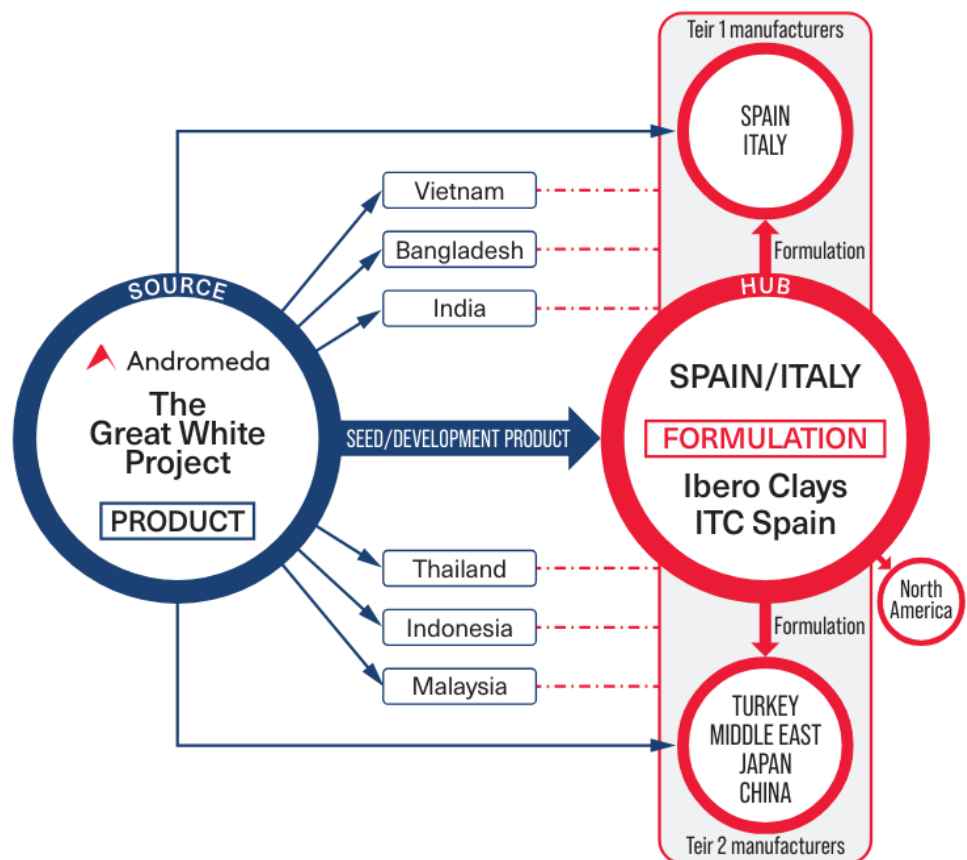 Teir 1 manufacturers
SPAIN
ITALY
Vietnam
Bangladesh
India
Formulation
SOURCE
Andromeda
The
Great White
Project
PRODUCT
SEED/DEVELOPMENT PRODUCT
HUB
SPAIN/ITALY
FORMULATION
Ibero Clays
ITC Spain
Thailand
Indonesia
Malaysia
North
America
Formulation
TURKEY
MIDDLE EAST
JAPAN
CHINA
Teir 2 manufacturers